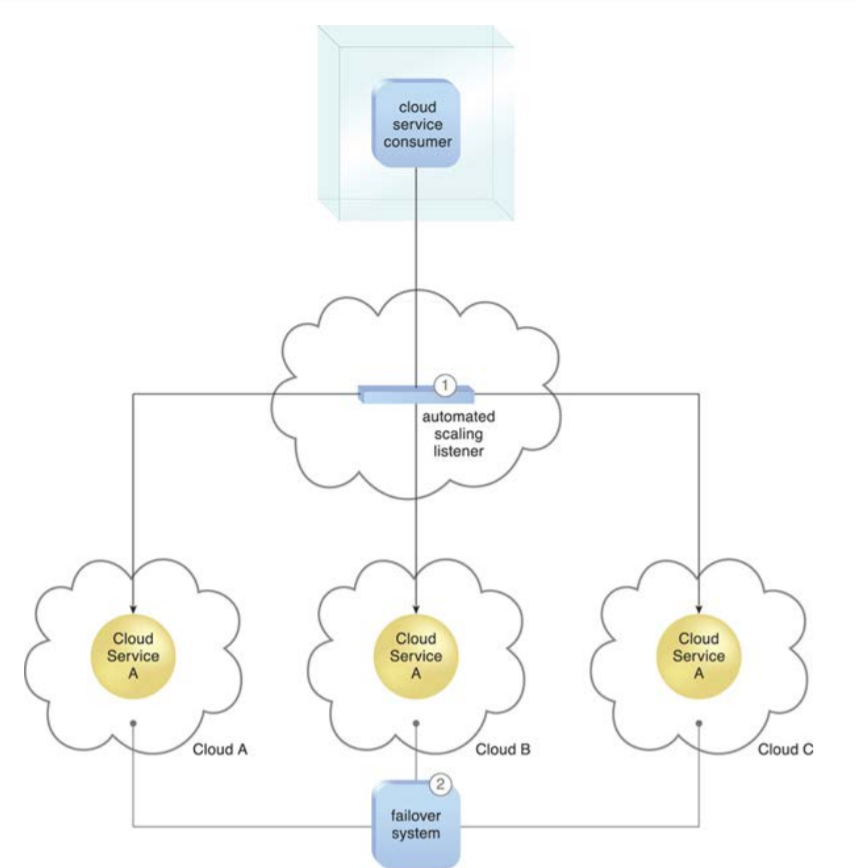 cloud
service
consumer
1
automated
scaling
listener
Cloud
Service
A
Cloud
Service
A
Cloud
Service
A
Cloud A
Cloud B
Cloud C
2
failover
system